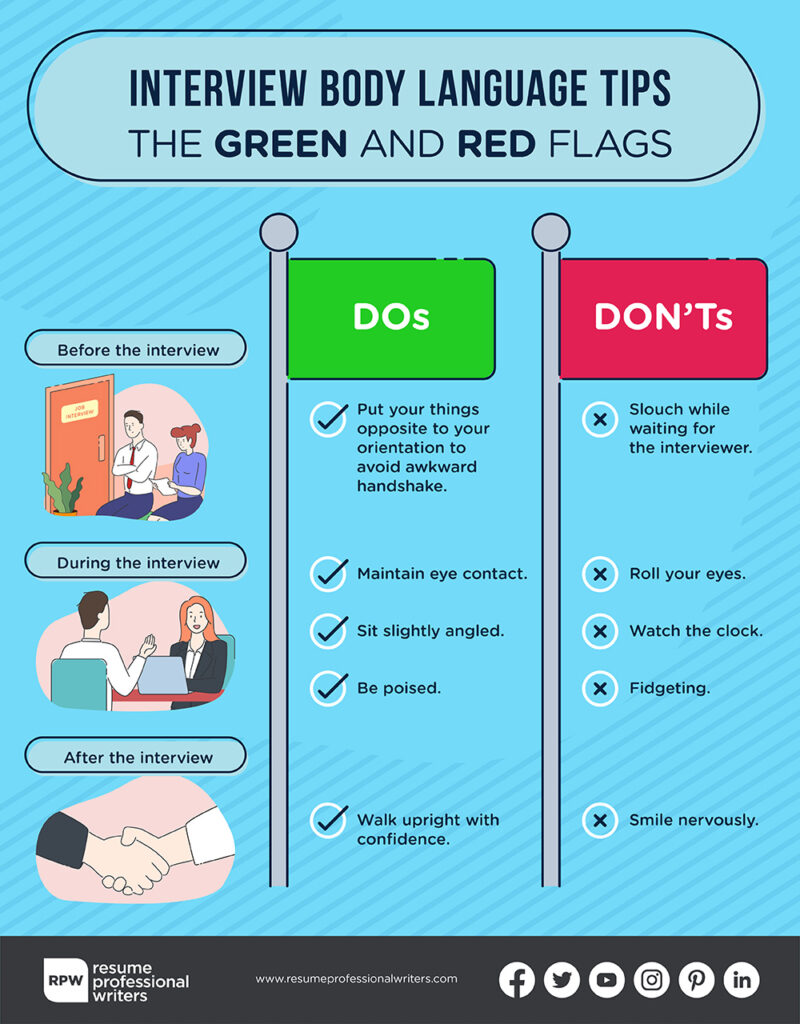 INTERVIEW BODY LANGUAGE TIPS
THE GREEN AND RED FLAGS
DOs
DON'Ts
Before the interview
JOB
INTERVIEW
Put your things
opposite to your
orientation to
avoid awkward
handshake.
Slouch while
waiting for
the interviewer.
During the interview
Maintain eye contact.
Roll your eyes.
Sit slightly angled.
Watch the clock.
Be poised.
Fidgeting.
After the interview
Walk upright with
confidence.
Smile nervously.
RPW
resume
professional
writers
www.resumeprofessionalwriters.com